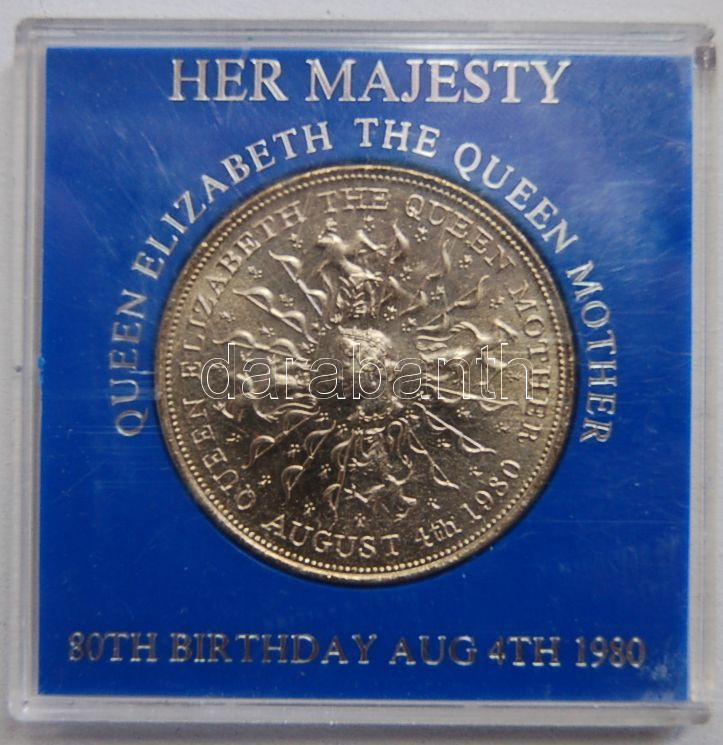 HER MAJESTY
QUEEN ELIZABETH THE QUEEN MOTHER
QUEEN ELIZABETH THE QUEEN MOTHER
AUGUST 4th 1980
darabanth
80TH BIRTHDAY AUG 4TH 1980